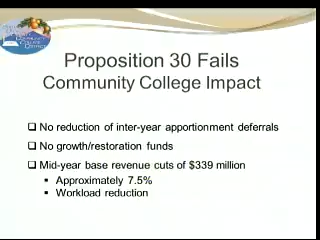 Proposition 30 Fails
Community College Impact
❑ No reduction of inter-year apportionment deferrals
❑ No growth/restoration funds
❑ Mid-year base revenue cuts of $339 million
▪ Approximately 7.5%
▪ Workload reduction